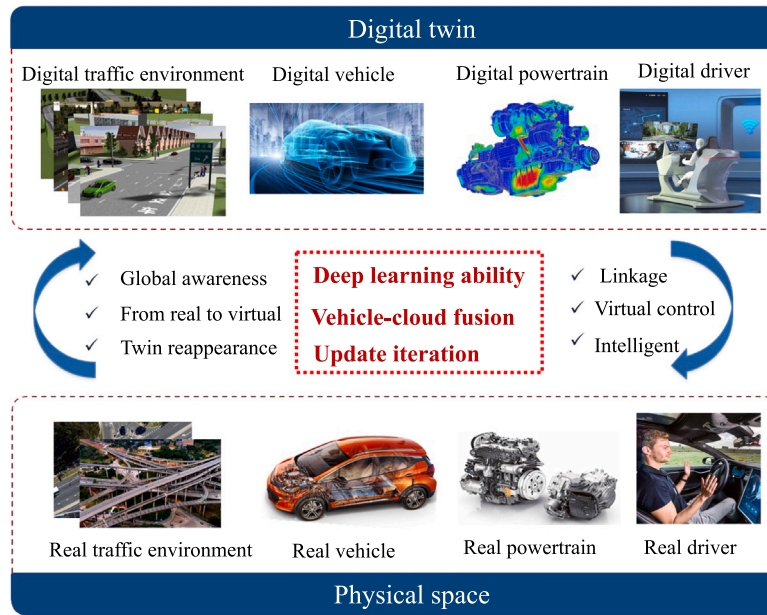 Digital twin
Digital traffic environment
Digital vehicle
Digital powertrain
Digital driver
✓ Global awareness
✓ From real to virtual
✓ Twin reappearance
Deep learning ability
Vehicle-cloud fusion
Update iteration
✓ Linkage
✓ Virtual control
✓ Intelligent
Real traffic environment
Real vehicle
Real powertrain
Real driver
Physical space